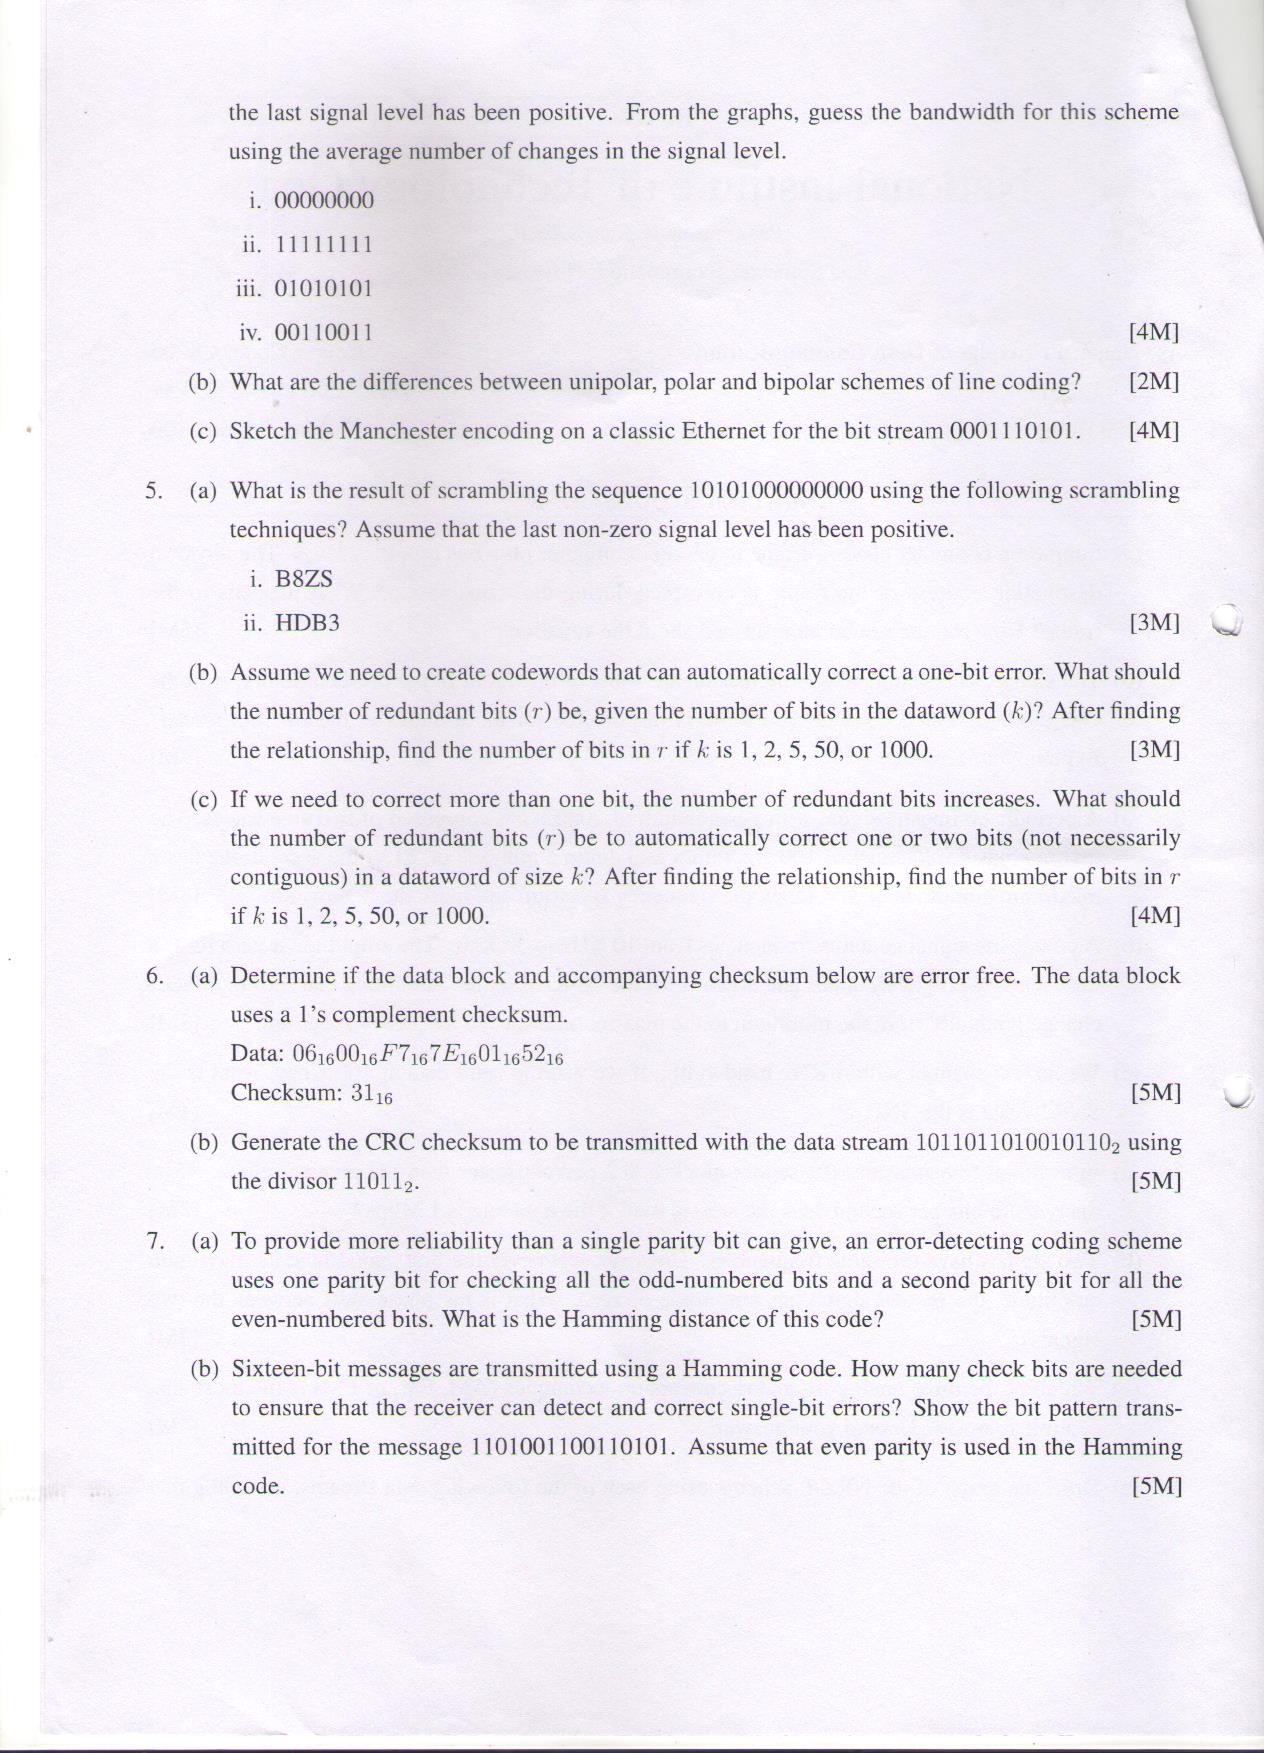 the last signal level has been positive. From the graphs, guess the bandwidth for this scheme
using the average number of changes in the signal level.
i. 00000000
ii. 11111111
iii. 01010101
iv. 00110011 [4M]
(b) What are the differences between unipolar, polar and bipolar schemes of line coding? [2M]
(c) Sketch the Manchester encoding on a classic Ethernet for the bit stream 0001110101. [4M]
5. (a) What is the result of scrambling the sequence 10101000000000 using the following scrambling
techniques? Assume that the last non-zero signal level has been positive.
i. B8ZS
ii. HDB3 [3M]
(b) Assume we need to create codewords that can automatically correct a one-bit error. What should
the number of redundant bits (r) be, given the number of bits in the dataword (k)? After finding
the relationship, find the number of bits in r if k is 1, 2, 5, 50, or 1000. [3M]
(c) If we need to correct more than one bit, the number of redundant bits increases. What should
the number of redundant bits (r) be to automatically correct one or two bits (not necessarily
contiguous) in a dataword of size k? After finding the relationship, find the number of bits in r
if k is 1, 2, 5, 50, or 1000. [4M]
6. (a) Determine if the data block and accompanying checksum below are error free. The data block
uses a 1's complement checksum.
Data: 06₁₆00₁₆F7₁₆7E₁₆01₁₆52₁₆
Checksum: 31₁₆ [5M]
(b) Generate the CRC checksum to be transmitted with the data stream 1011011010010110₂ using
the divisor 11011₂. [5M]
7. (a) To provide more reliability than a single parity bit can give, an error-detecting coding scheme
uses one parity bit for checking all the odd-numbered bits and a second parity bit for all the
even-numbered bits. What is the Hamming distance of this code? [5M]
(b) Sixteen-bit messages are transmitted using a Hamming code. How many check bits are needed
to ensure that the receiver can detect and correct single-bit errors? Show the bit pattern trans-
mitted for the message 1101001100110101. Assume that even parity is used in the Hamming
code. [5M]